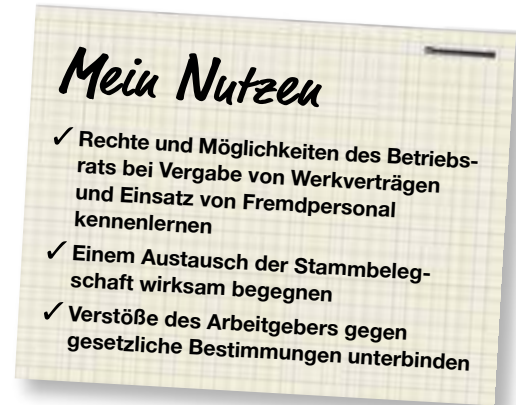 Mein Nutzen
✓ Rechte und Möglichkeiten des Betriebs-
rats bei Vergabe von Werkverträgen
und Einsatz von Fremdpersonal
kennenlernen
✓ Einem Austausch der Stammbeleg-
schaft wirksam begegnen
✓ Verstöße des Arbeitgebers gegen
gesetzliche Bestimmungen unterbinden